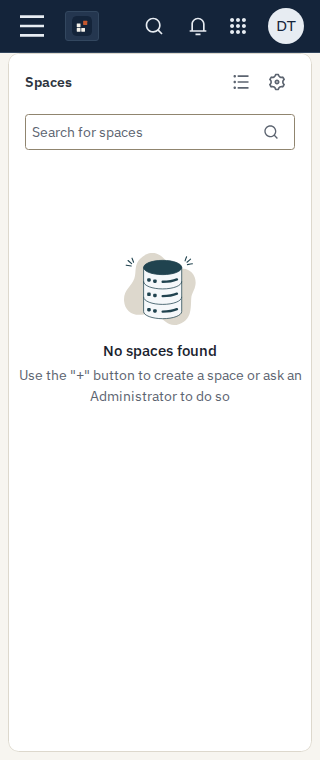 DT
Spaces
Search for spaces
No spaces found
Use the "+" button to create a space or ask an
Administrator to do so